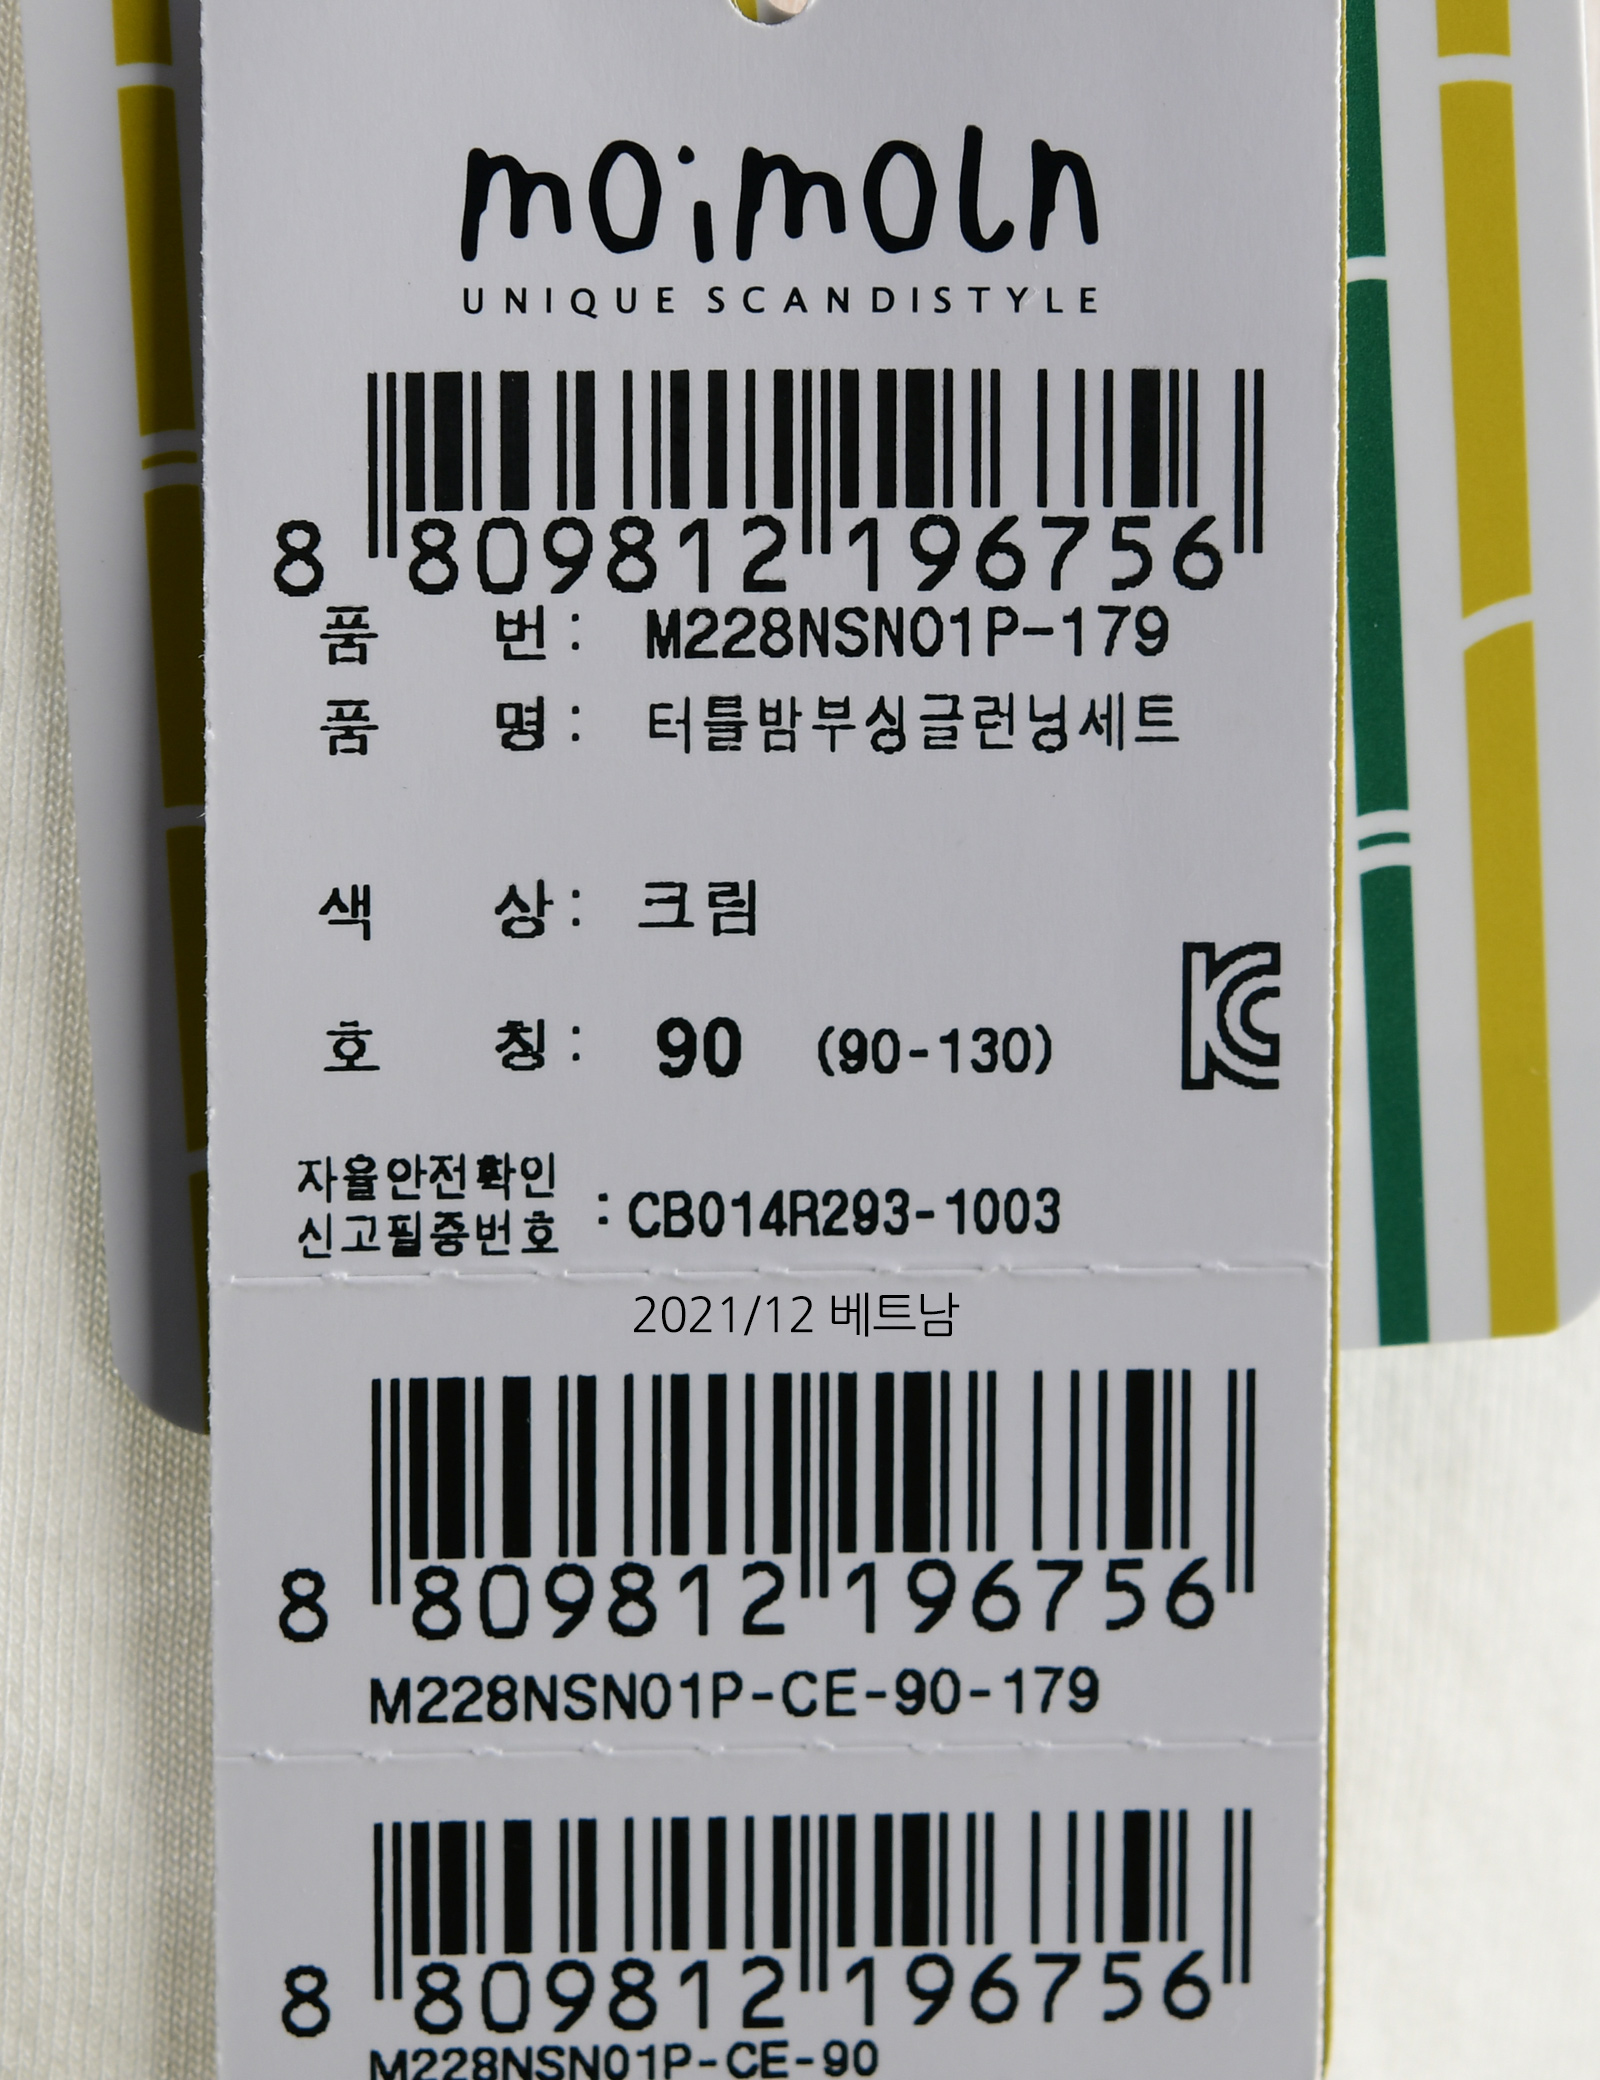 moimoln
UNIQUE SCANDISTYLE
8 809812 196756
품 번 : M228NSN01P-179
품 명 : 터틀밤부싱글런닝세트
색 상 : 크림
호 칭 : 90 (90-130)
KC
자율안전확인
신고필증번호 : CB014R293-1003
2021/12 베트남
8 809812 196756
M228NSN01P-CE-90-179
8 809812 196756
M228NSN01P-CE-90